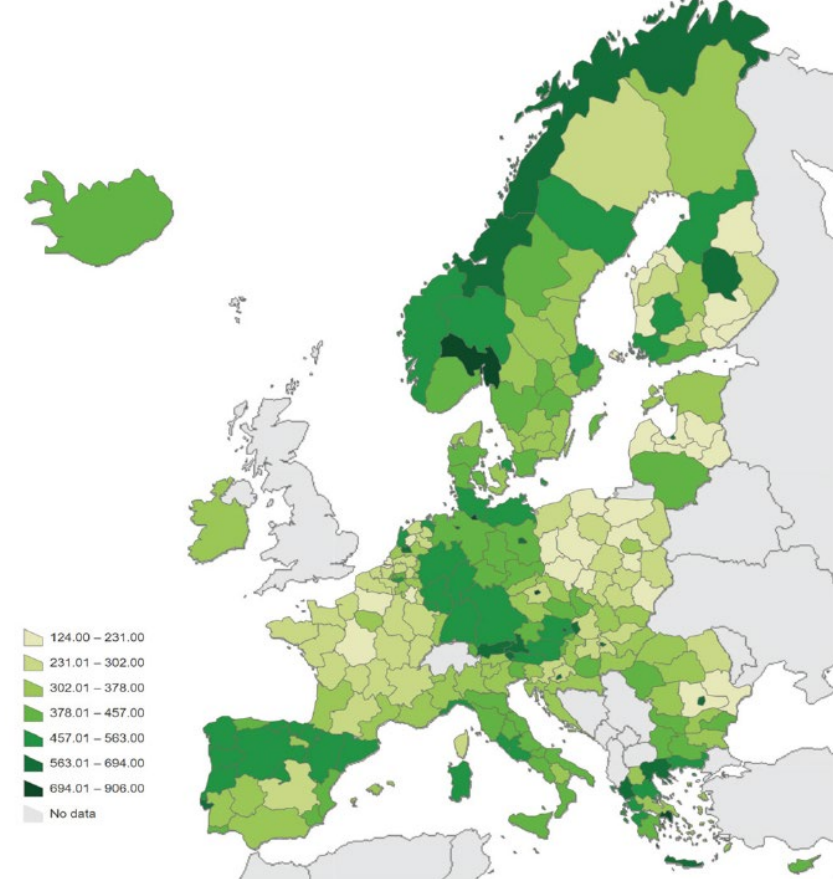 124.00 – 231.00
231.01 – 302.00
302.01 – 378.00
378.01 – 457.00
457.01 – 563.00
563.01 – 694.00
694.01 – 906.00
No data